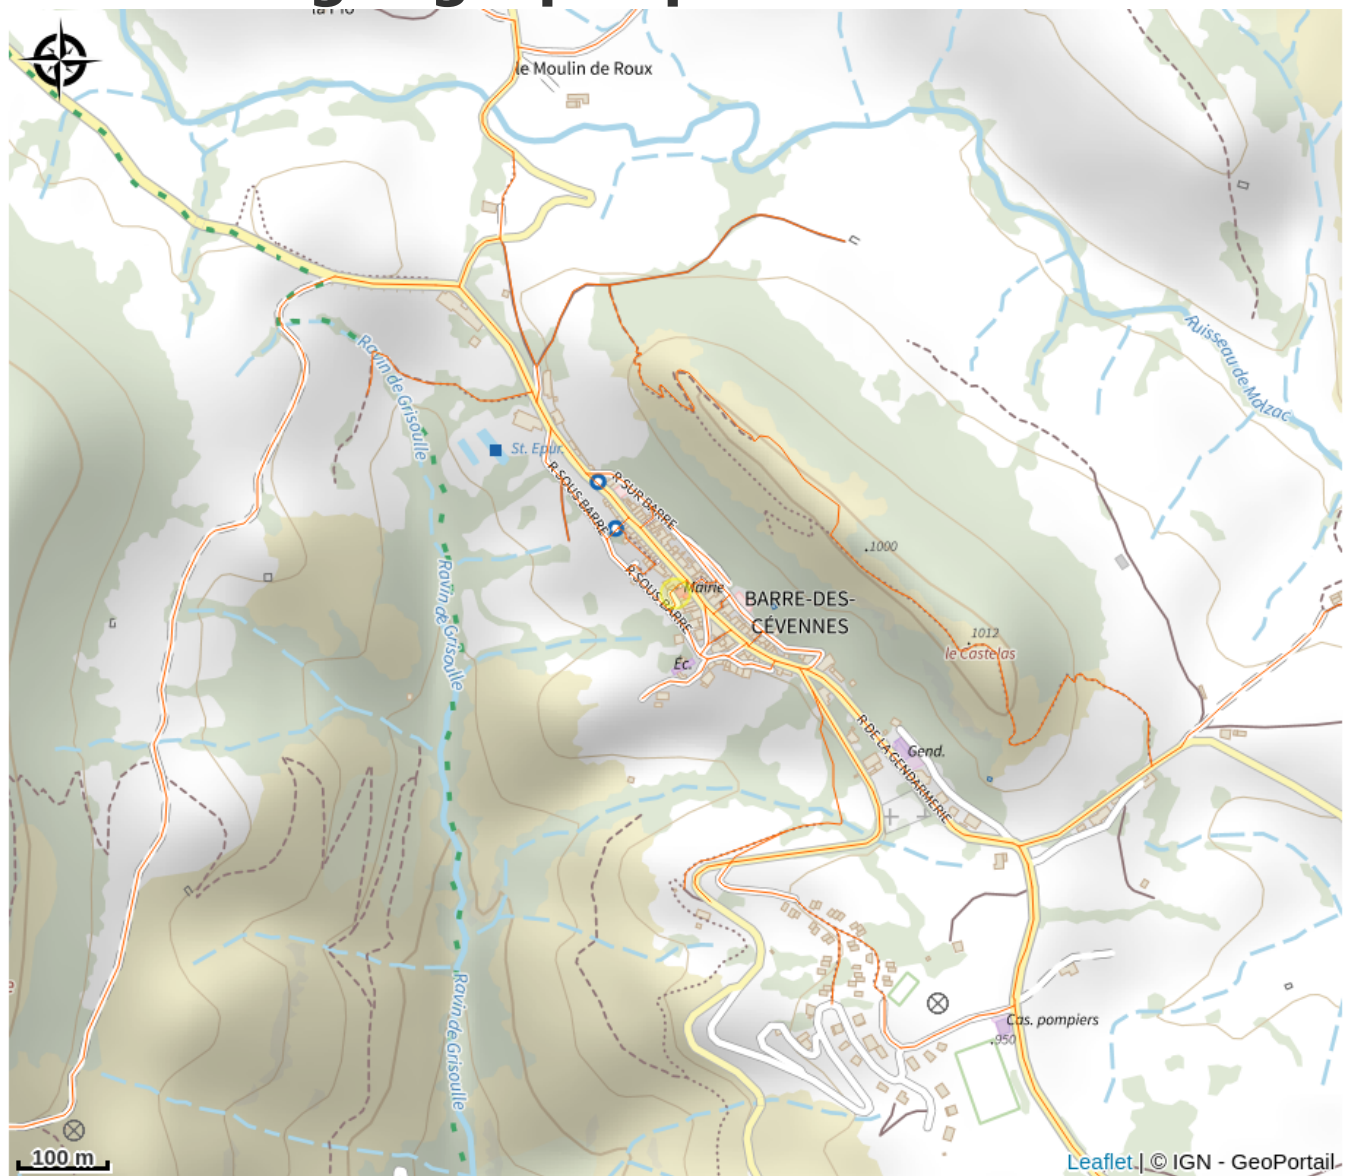 le Moulin de Roux
Ruisseau de Malzac
Ravin de Grisoulle
St. Epur.
R SOUS BARRE
R SUR BARRE
.1000
R SOUS BARRE
Mairie
BARRE-DES-
CÉVENNES
Ravin de Grisoulle
1012
le Castelas
Éc.
R DE LA GENDARMERIE
Gend.
Ravin de Grisoulle
Cas. pompiers
.950
100 m
Leaflet | © IGN - GeoPortail